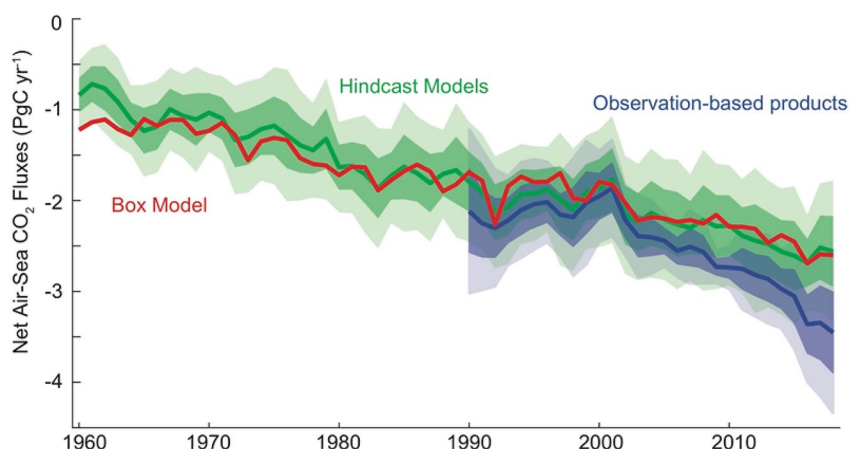 0
-1
-2
-3
-4
Net Air-Sea CO2 Fluxes (PgC yr-1)
Hindcast Models
Observation-based products
Box Model
1960 1970 1980 1990 2000 2010